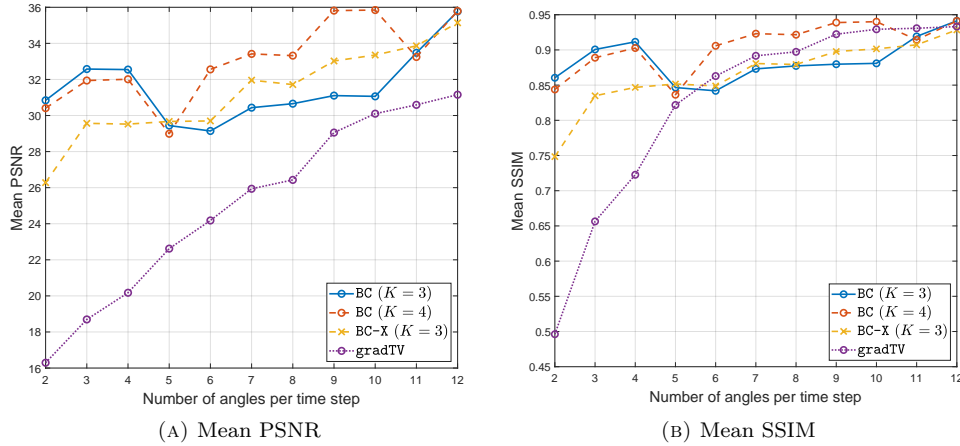 36
34
32
30
28
26
24
22
20
18
16
Mean PSNR
2 3 4 5 6 7 8 9 10 11 12
Number of angles per time step
BC (K = 3)
BC (K = 4)
BC-X (K = 3)
gradTV
(A) Mean PSNR
0.95
0.9
0.85
0.8
0.75
0.7
0.65
0.6
0.55
0.5
0.45
Mean SSIM
2 3 4 5 6 7 8 9 10 11 12
Number of angles per time step
BC (K = 3)
BC (K = 4)
BC-X (K = 3)
gradTV
(B) Mean SSIM